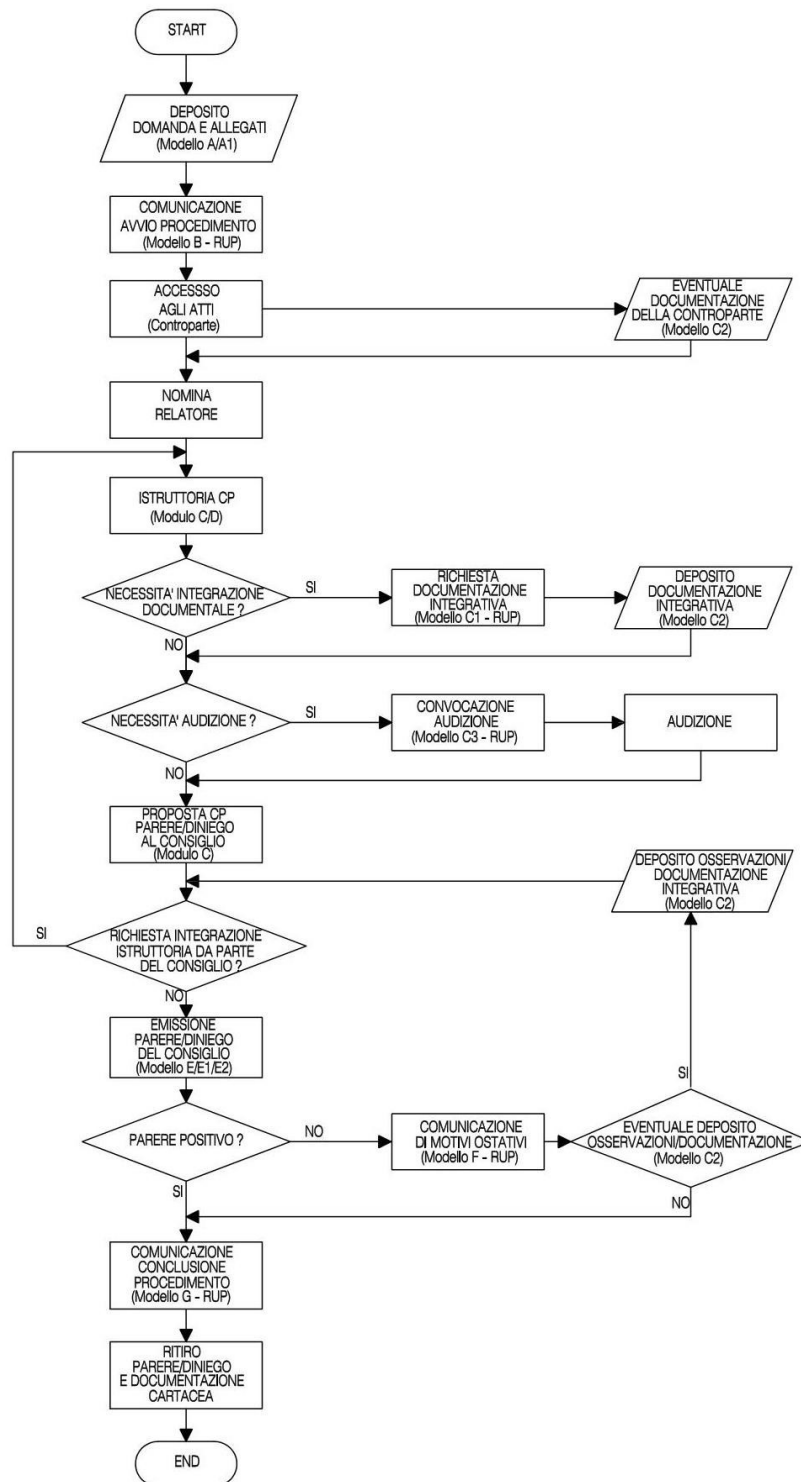 START
DEPOSITO
DOMANDA E ALLEGATI
(Modello A/A1)
COMUNICAZIONE
AVVIO PROCEDIMENTO
(Modello B - RUP)
ACCESSSO
AGLI ATTI
(Controparte)
EVENTUALE
DOCUMENTAZIONE
DELLA CONTROPARTE
(Modello C2)
NOMINA
RELATORE
ISTRUTTORIA CP
(Modulo C/D)
NECESSITA' INTEGRAZIONE
DOCUMENTALE ?
SI
NO
RICHIESTA
DOCUMENTAZIONE
INTEGRATIVA
(Modello C1 - RUP)
DEPOSITO
DOCUMENTAZIONE
INTEGRATIVA
(Modello C2)
NECESSITA' AUDIZIONE ?
SI
NO
CONVOCAZIONE
AUDIZIONE
(Modello C3 - RUP)
AUDIZIONE
PROPOSTA CP
PARERE/DINIEGO
AL CONSIGLIO
(Modulo C)
DEPOSITO OSSERVAZIONI
DOCUMENTAZIONE
INTEGRATIVA
(Modello C2)
SI
RICHIESTA INTEGRAZIONE
ISTRUTTORIA DA PARTE
DEL CONSIGLIO ?
NO
EMISSIONE
PARERE/DINIEGO
DEL CONSIGLIO
(Modello E/E1/E2)
PARERE POSITIVO ?
NO
SI
COMUNICAZIONE
DI MOTIVI OSTATIVI
(Modello F - RUP)
SI
EVENTUALE DEPOSITO
OSSERVAZIONI/DOCUMENTAZIONE
(Modello C2)
NO
COMUNICAZIONE
CONCLUSIONE
PROCEDIMENTO
(Modello G - RUP)
RITIRO
PARERE/DINIEGO
E DOCUMENTAZIONE
CARTACEA
END